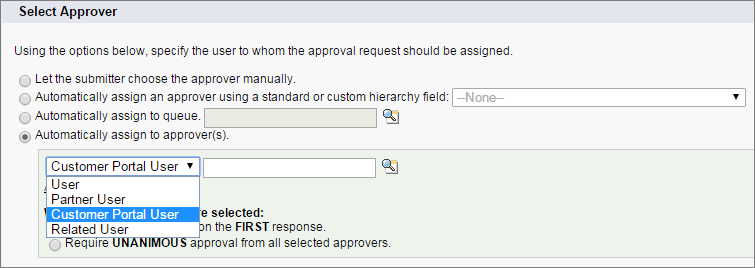 Select Approver
Using the options below, specify the user to whom the approval request should be assigned.
Let the submitter choose the approver manually.
Automatically assign an approver using a standard or custom hierarchy field: --None--
Automatically assign to queue.
Automatically assign to approver(s).
Customer Portal User
User
Partner User
Customer Portal User
selected:
Related User
on the FIRST response.
Require UNANIMOUS approval from all selected approvers.